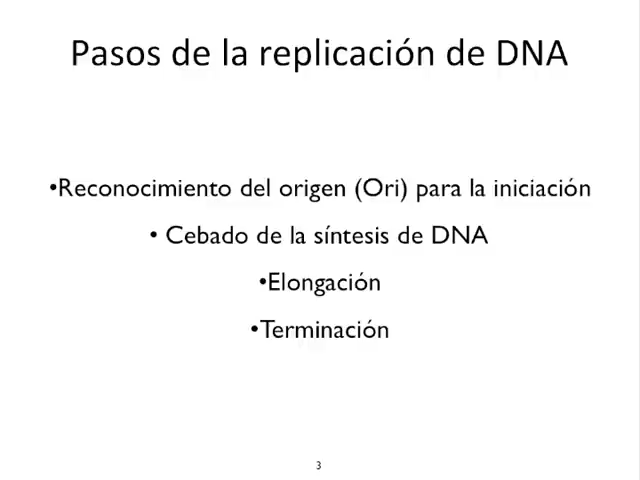 Pasos de la replicación de DNA
•Reconocimiento del origen (Ori) para la iniciación
• Cebado de la síntesis de DNA
•Elongación
•Terminación
3